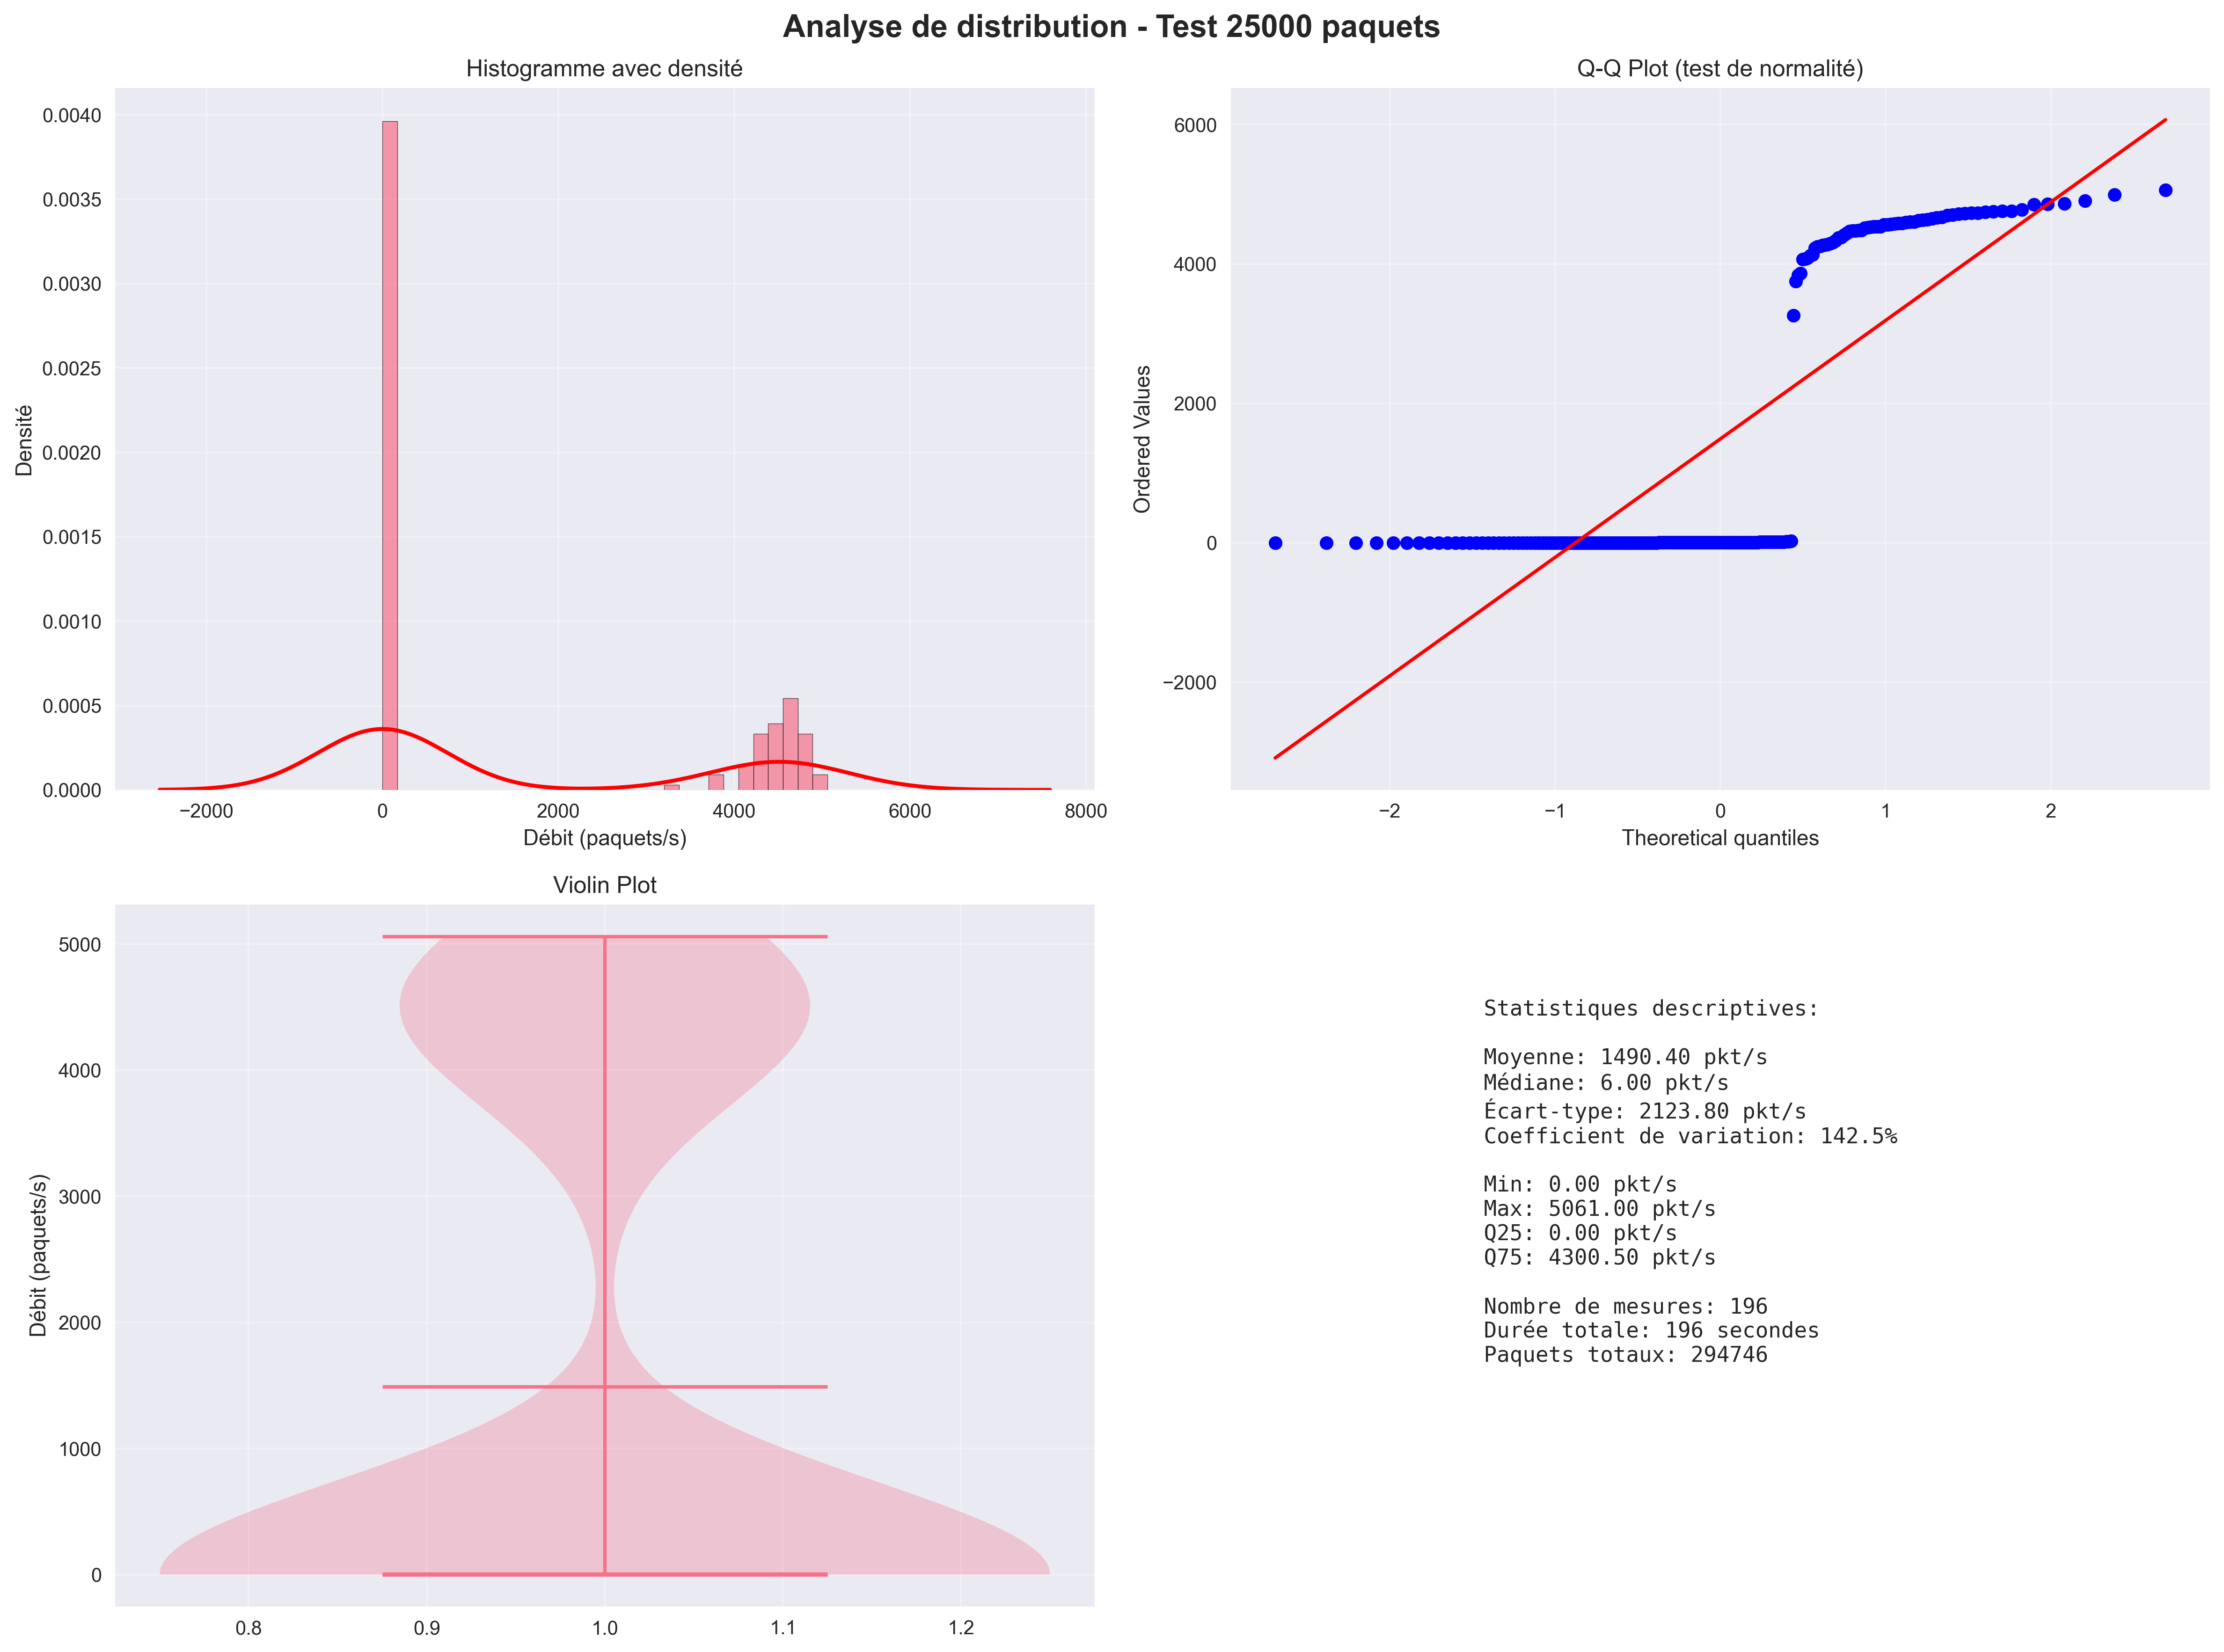 Analyse de distribution - Test 25000 paquets
Histogramme avec densité
Densité
0.0040
0.0035
0.0030
0.0025
0.0020
0.0015
0.0010
0.0005
0.0000
−2000
0
2000
4000
6000
8000
Débit (paquets/s)
Q-Q Plot (test de normalité)
Ordered Values
6000
4000
2000
0
−2000
−2
−1
0
1
2
Theoretical quantiles
Violin Plot
Débit (paquets/s)
5000
4000
3000
2000
1000
0
0.8
0.9
1.0
1.1
1.2
Statistiques descriptives:
Moyenne: 1490.40 pkt/s
Médiane: 6.00 pkt/s
Écart-type: 2123.80 pkt/s
Coefficient de variation: 142.5%
Min: 0.00 pkt/s
Max: 5061.00 pkt/s
Q25: 0.00 pkt/s
Q75: 4300.50 pkt/s
Nombre de mesures: 196
Durée totale: 196 secondes
Paquets totaux: 294746